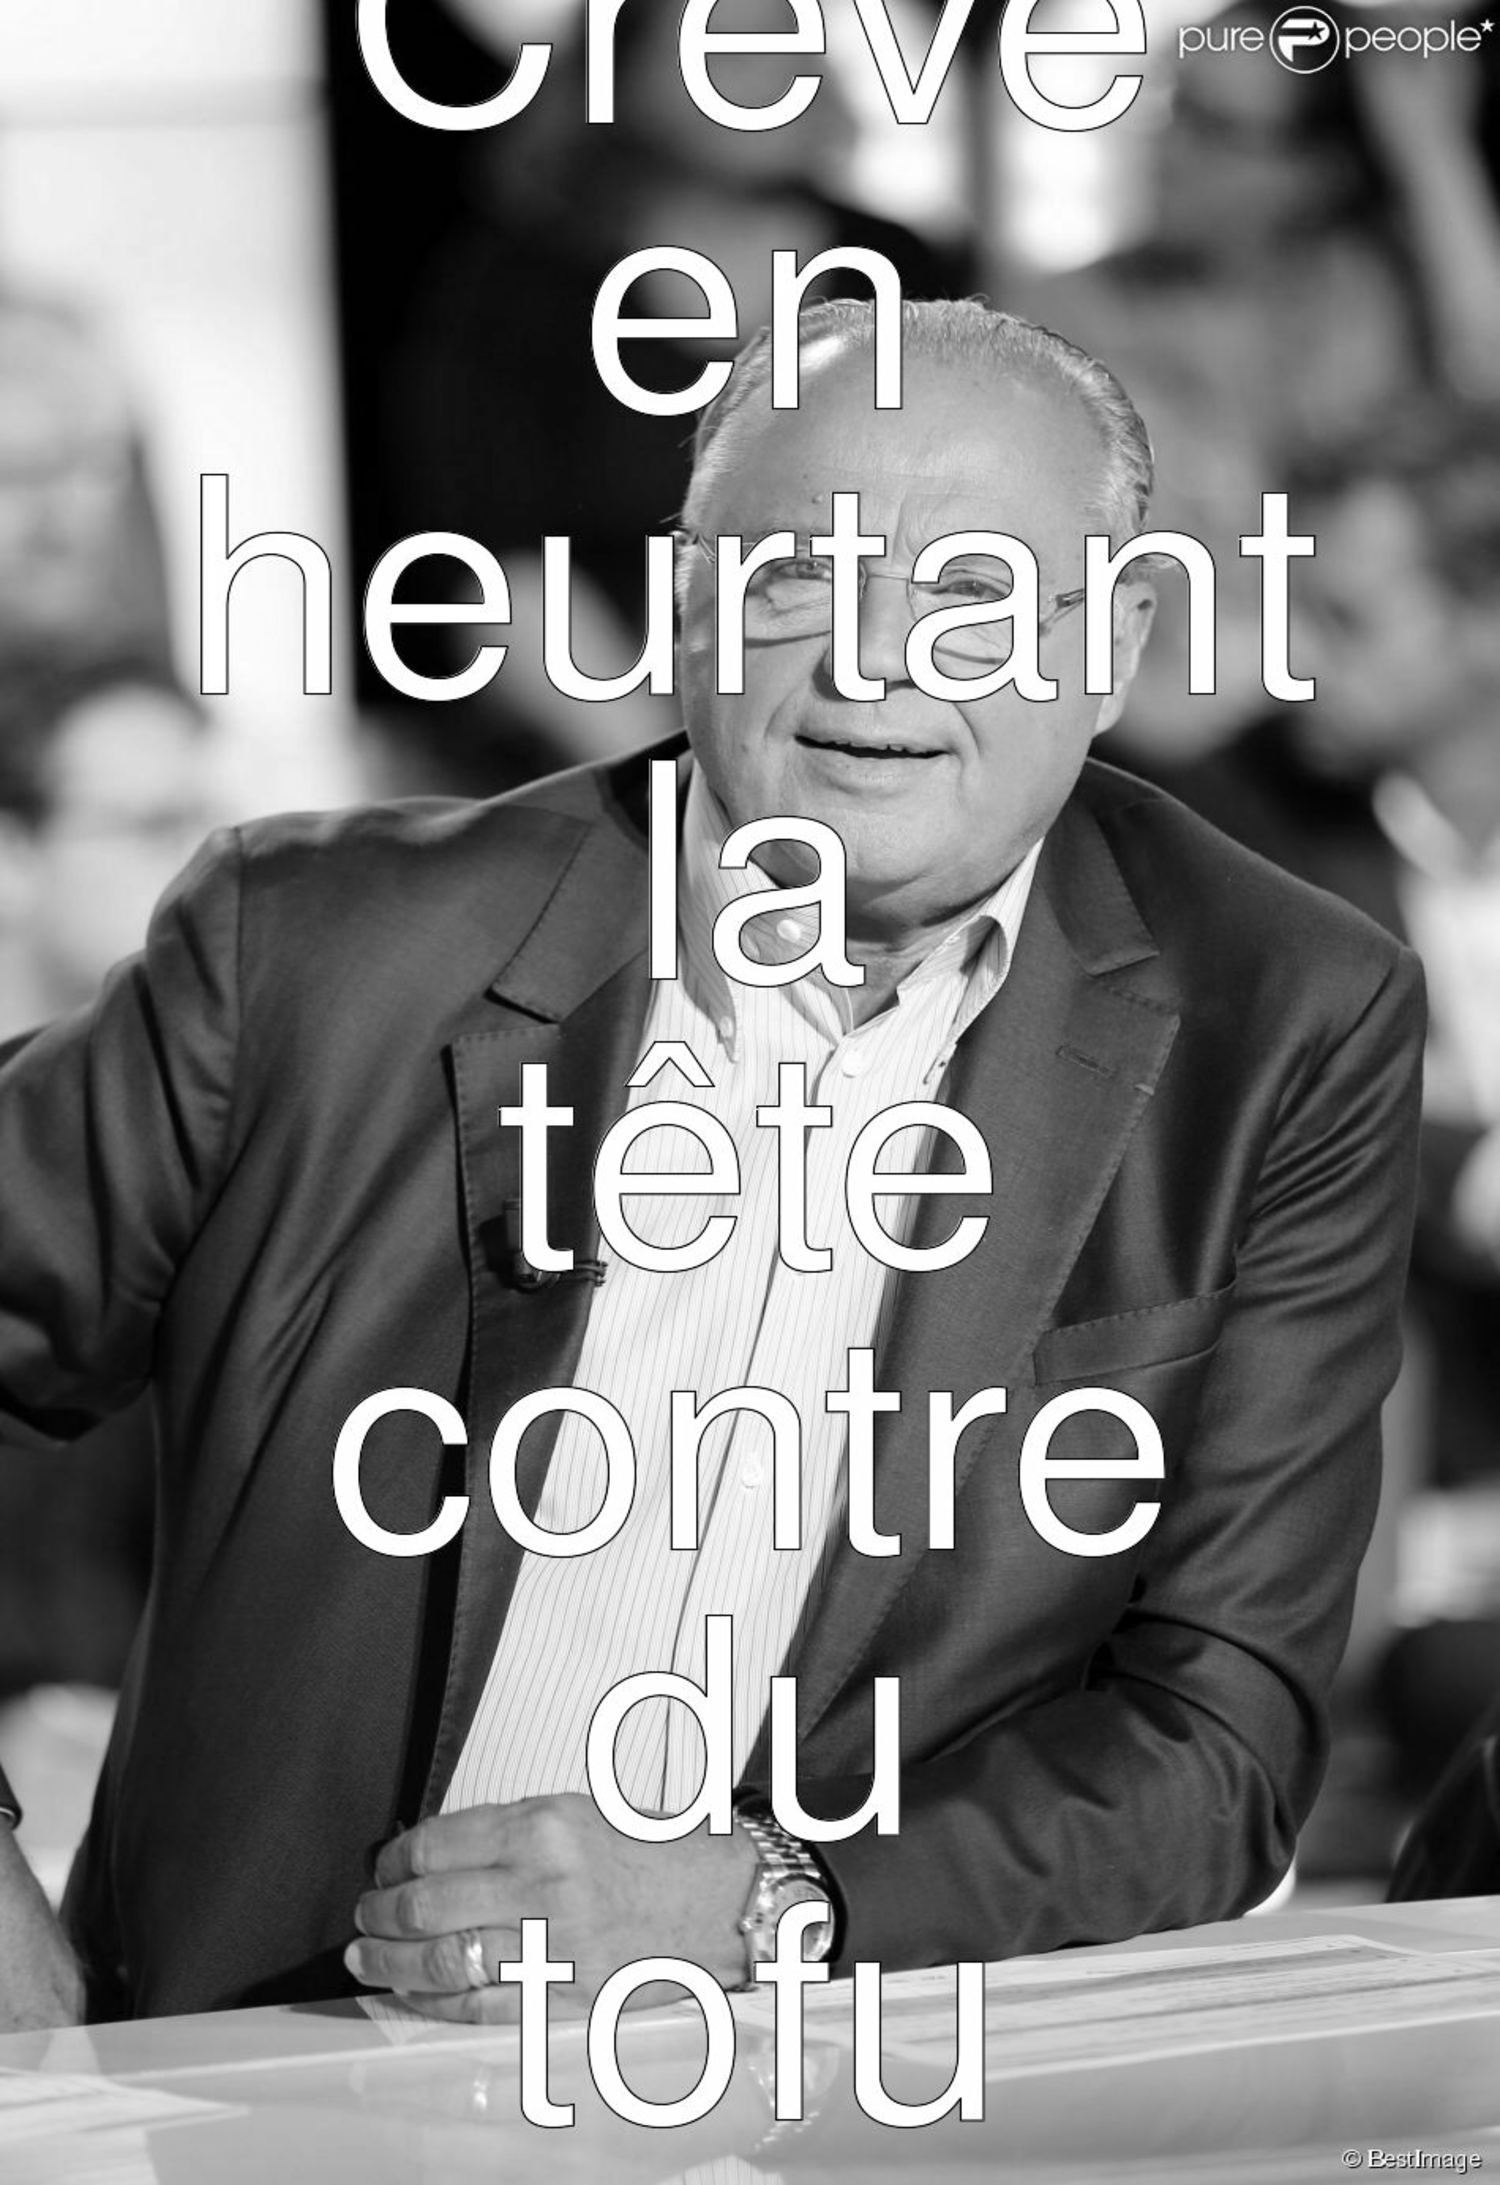 pure people*
Crève
en
heurtant
la
tête
contre
du
tofu
© BestImage